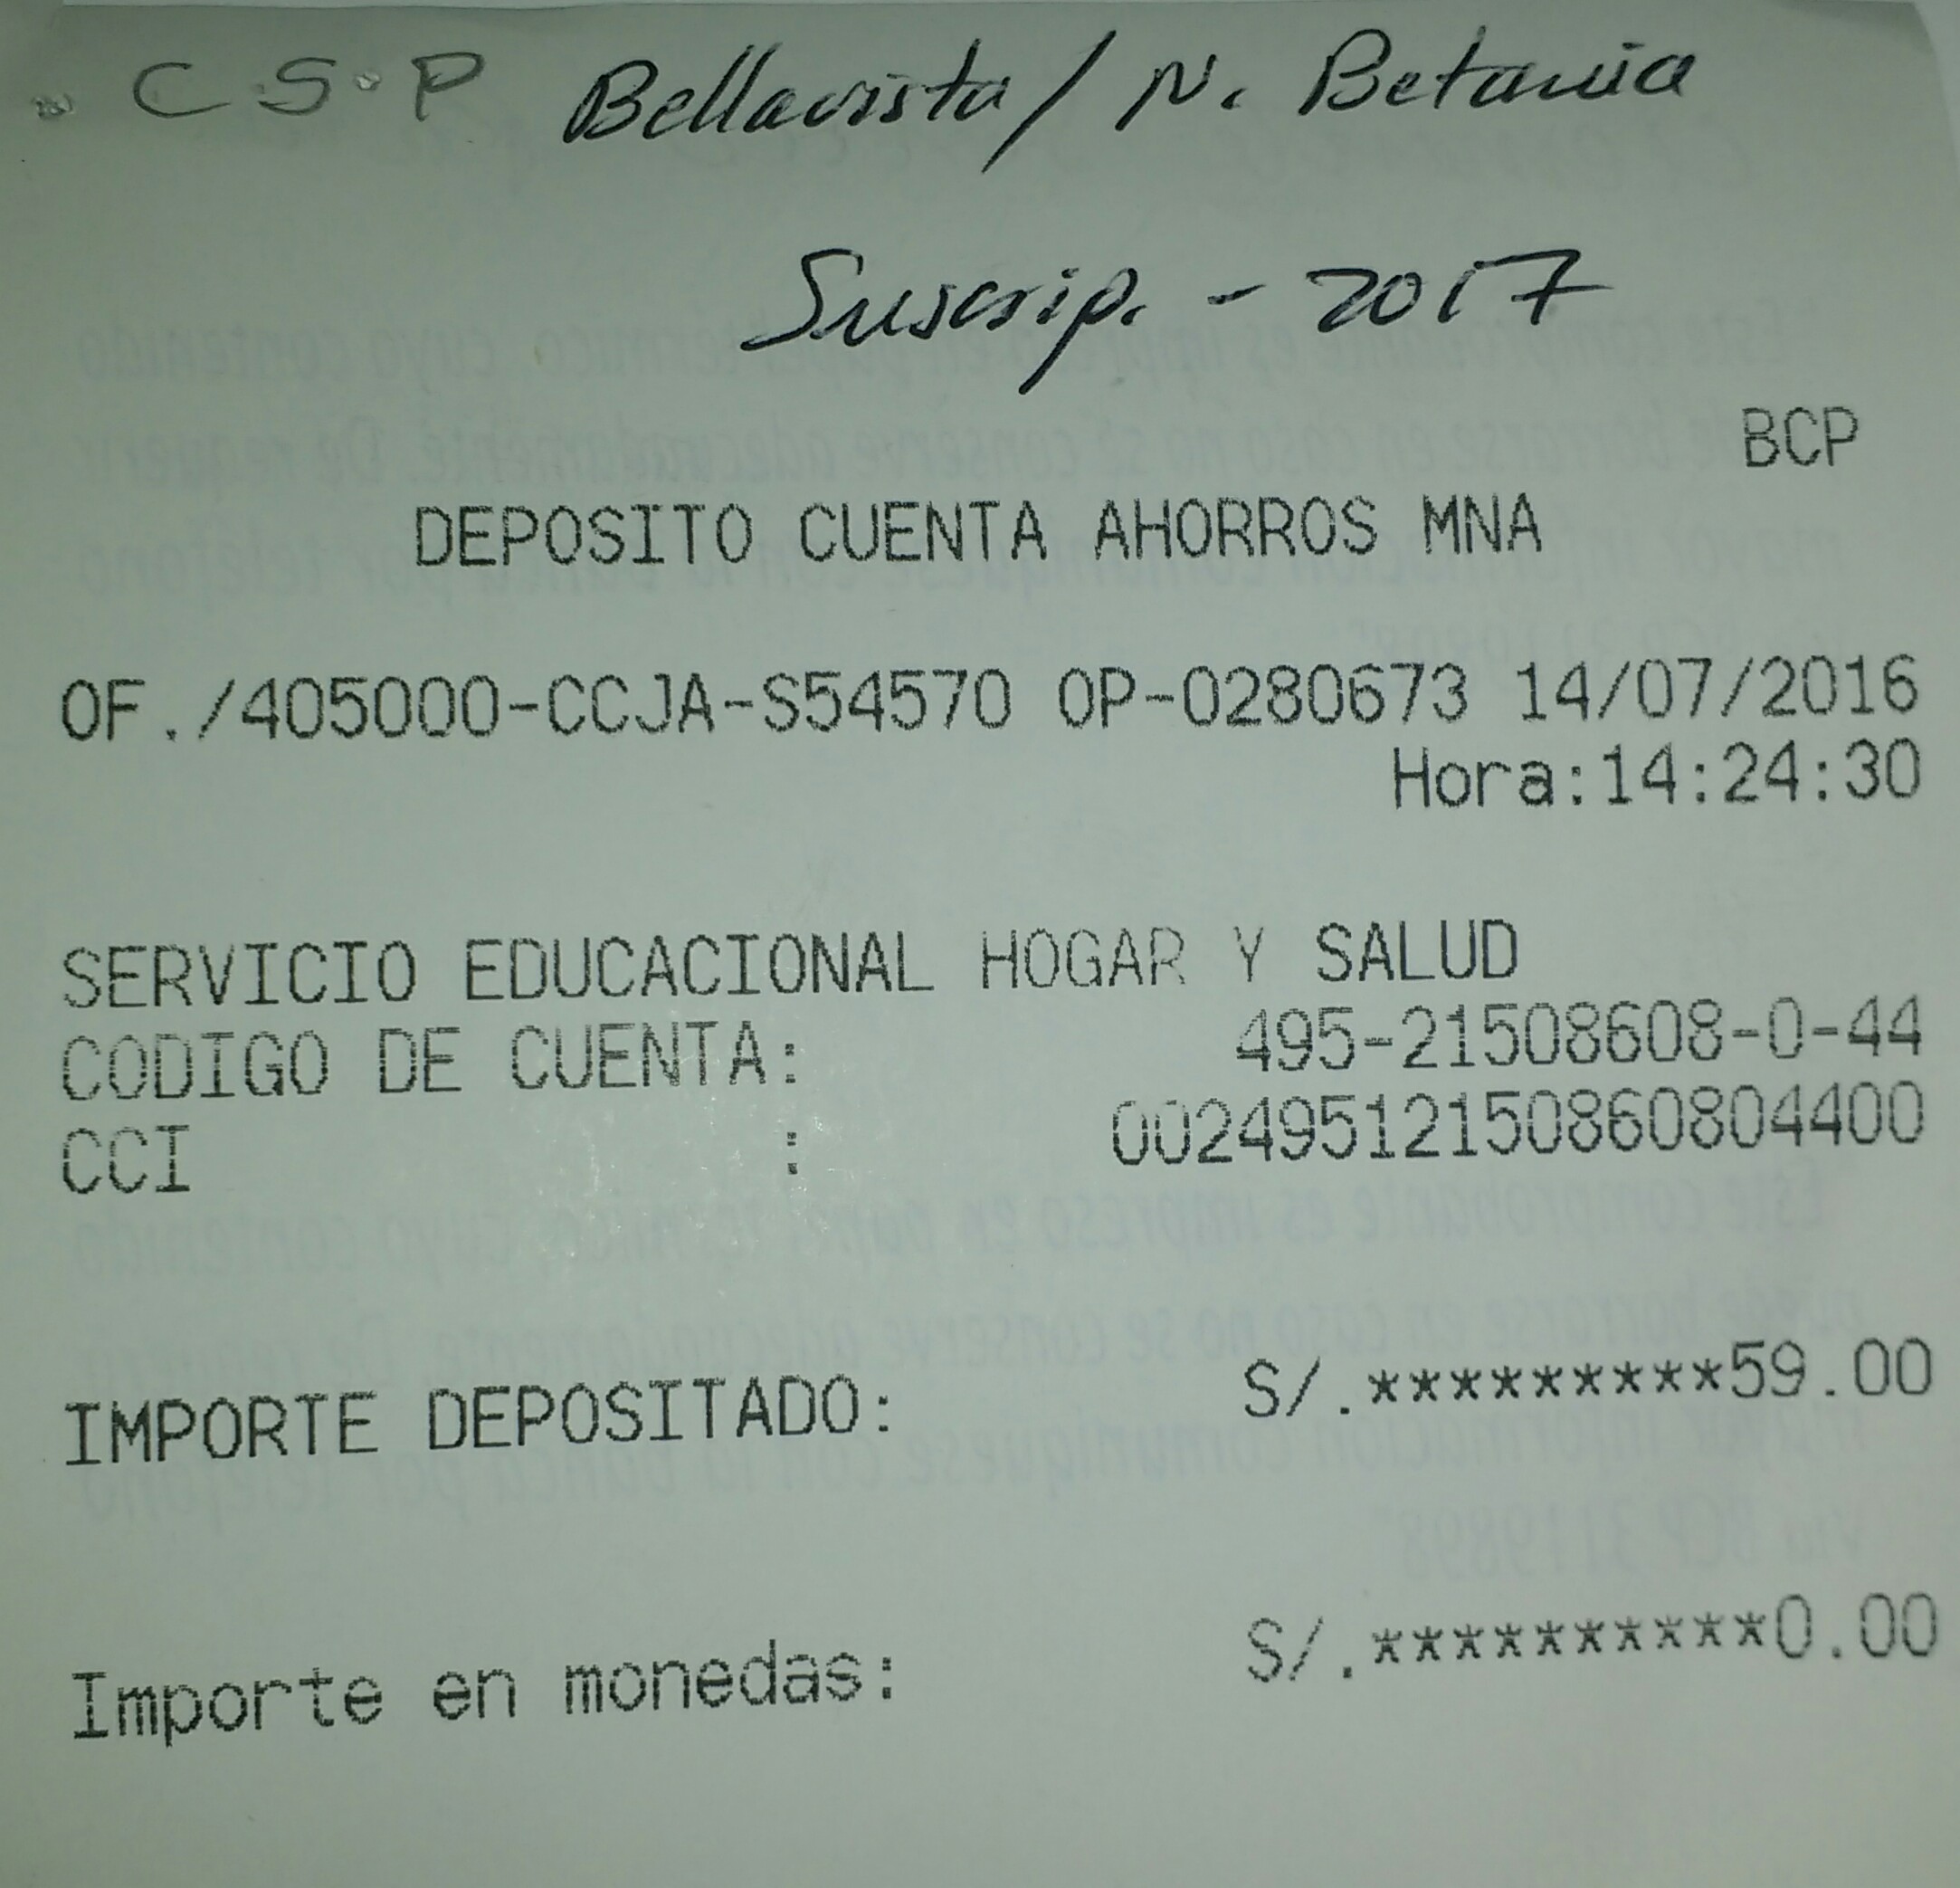 C.S.P Bellavista / N. Betania
Suscrip. - 2017
BCP
DEPOSITO CUENTA AHORROS MNA
OF./405000-CCJA-S54570 OP-0280673 14/07/2016
Hora:14:24:30
SERVICIO EDUCACIONAL HOGAR Y SALUD
CODIGO DE CUENTA: 495-21508608-0-44
CCI : 00249512150860804400
IMPORTE DEPOSITADO: S/.*********59.00
Importe en monedas: S/.**********0.00